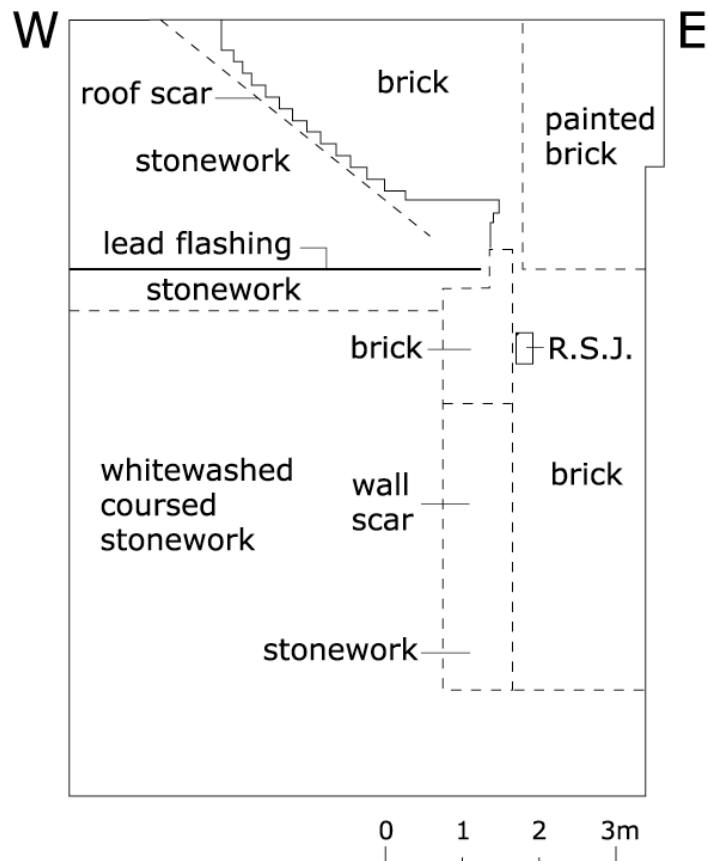 W
E
roof scar
brick
painted
brick
stonework
lead flashing
stonework
brick
R.S.J.
whitewashed
coursed
stonework
wall
scar
brick
stonework
0 1 2 3m